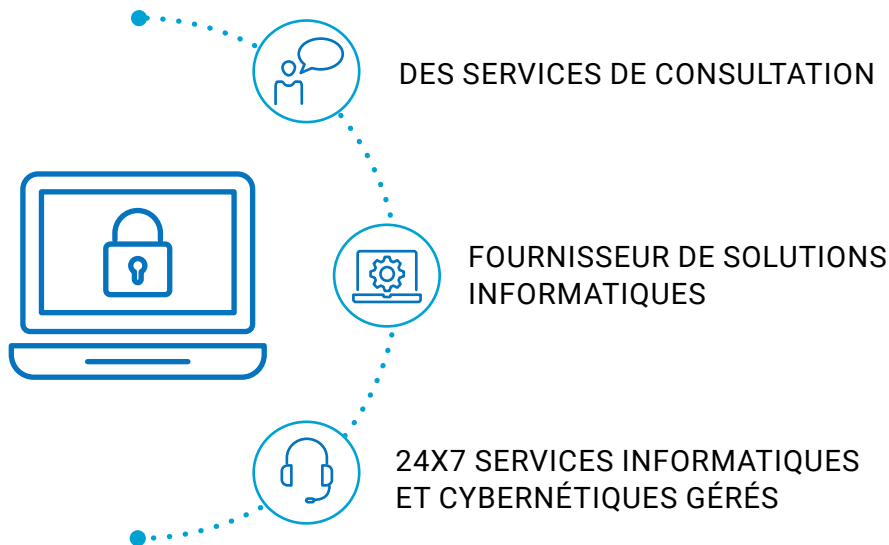 DES SERVICES DE CONSULTATION
FOURNISSEUR DE SOLUTIONS
INFORMATIQUES
24X7 SERVICES INFORMATIQUES
ET CYBERNÉTIQUES GÉRÉS